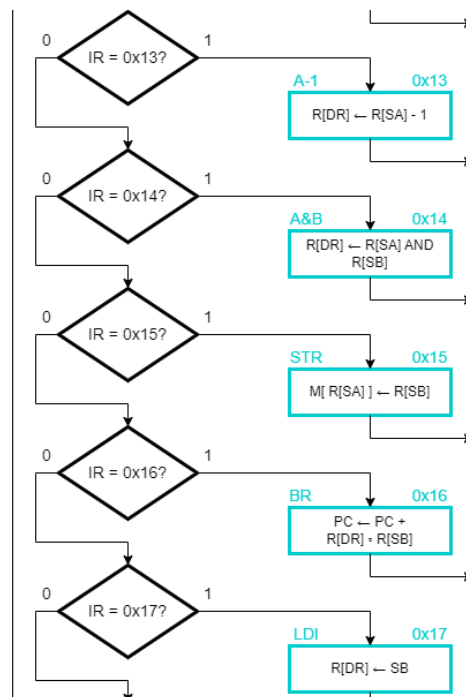 0
IR = 0x13?
1
A-1 0x13
R[DR] ← R[SA] - 1
0
IR = 0x14?
1
A&B 0x14
R[DR] ← R[SA] AND
R[SB]
0
IR = 0x15?
1
STR 0x15
M[ R[SA] ] ← R[SB]
0
IR = 0x16?
1
BR 0x16
PC ← PC +
R[DR] ∘ R[SB]
0
IR = 0x17?
1
LDI 0x17
R[DR] ← SB